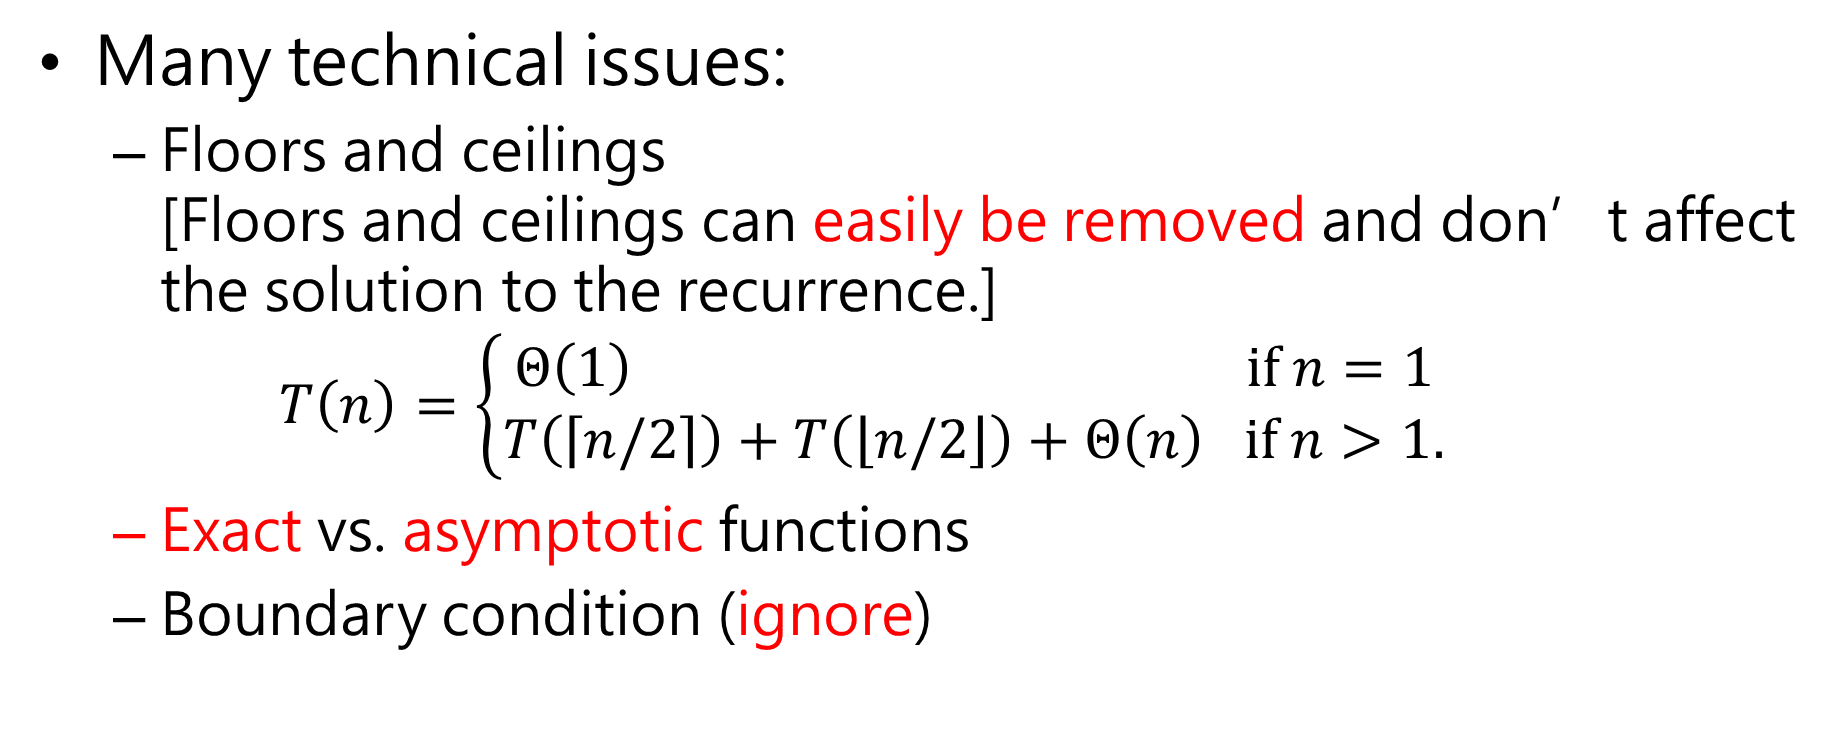 • Many technical issues:
– Floors and ceilings
[Floors and ceilings can easily be removed and don’ t affect
the solution to the recurrence.]
T(n) = { Θ(1) if n = 1
T(⌈n/2⌉) + T(⌊n/2⌋) + Θ(n) if n > 1.
– Exact vs. asymptotic functions
– Boundary condition (ignore)